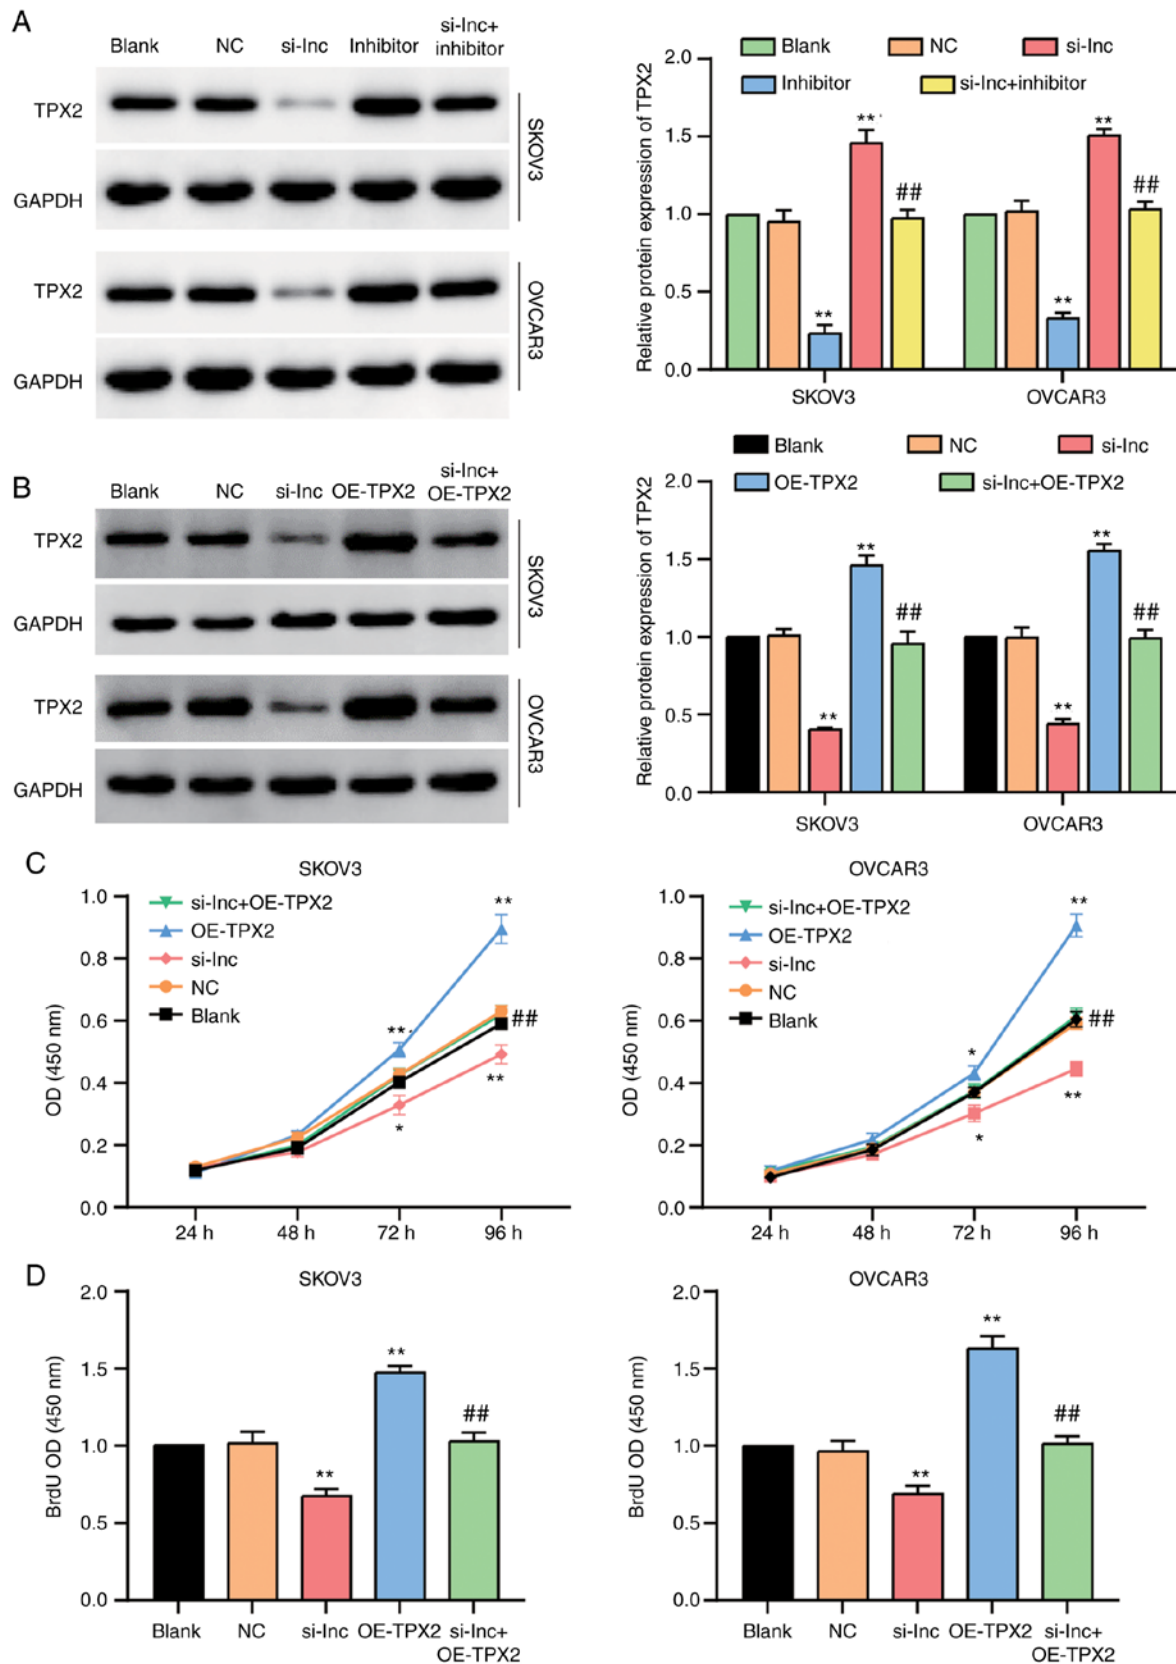 A
Blank NC si-lnc Inhibitor si-lnc+
inhibitor
TPX2
GAPDH
SKOV3
TPX2
GAPDH
OVCAR3
Blank NC si-lnc
Inhibitor si-lnc+inhibitor
Relative protein expression of TPX2
2.0
1.5
1.0
0.5
0.0
** ** ## ** ** ##
SKOV3 OVCAR3
B
Blank NC si-lnc OE-TPX2 si-lnc+
OE-TPX2
TPX2
GAPDH
SKOV3
TPX2
GAPDH
OVCAR3
Blank NC si-lnc
OE-TPX2 si-lnc+OE-TPX2
Relative protein expression of TPX2
2.0
1.5
1.0
0.5
0.0
** ** ## ** ** ##
SKOV3 OVCAR3
C
SKOV3
si-lnc+OE-TPX2
OE-TPX2
si-lnc
NC
Blank
OD (450 nm)
1.0
0.8
0.6
0.4
0.2
0.0
**
**
##
**
*
24 h 48 h 72 h 96 h
OVCAR3
si-lnc+OE-TPX2
OE-TPX2
si-lnc
NC
Blank
OD (450 nm)
1.0
0.8
0.6
0.4
0.2
0.0
**
##
*
**
*
24 h 48 h 72 h 96 h
D
SKOV3
BrdU OD (450 nm)
2.0
1.5
1.0
0.5
0.0
** ** ##
Blank NC si-lnc OE-TPX2 si-lnc+
OE-TPX2
OVCAR3
BrdU OD (450 nm)
2.0
1.5
1.0
0.5
0.0
** ** ##
Blank NC si-lnc OE-TPX2 si-lnc+
OE-TPX2